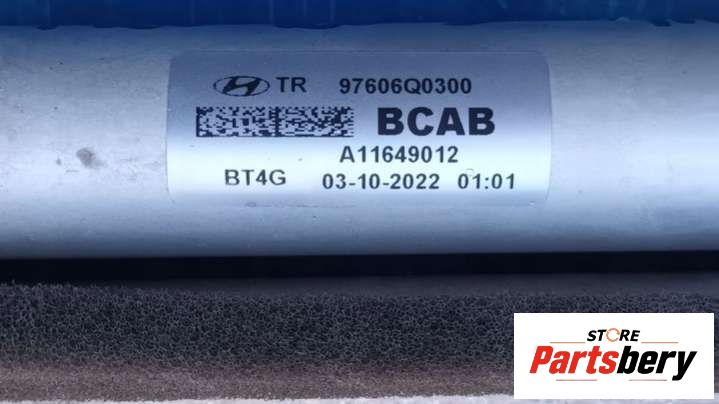 TR 97606Q0300
BCAB
A11649012
BT4G 03-10-2022 01:01
STORE
Partsbery